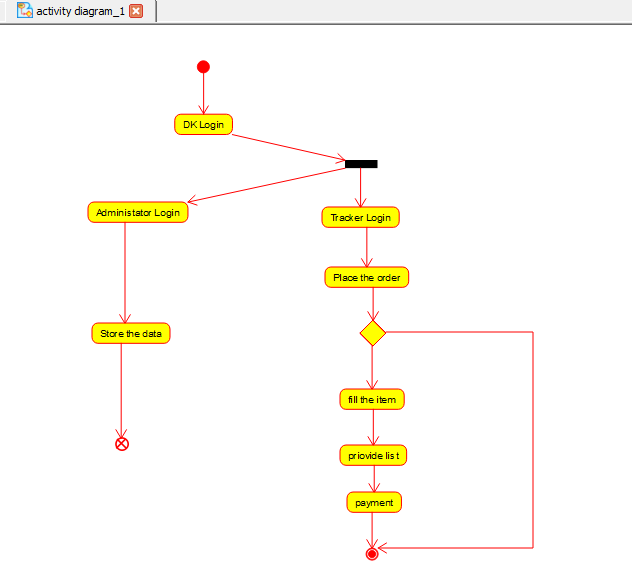 activity diagram_1
DK Login
Administator Login
Tracker Login
Place the order
Store the data
fill the item
priovide list
payment